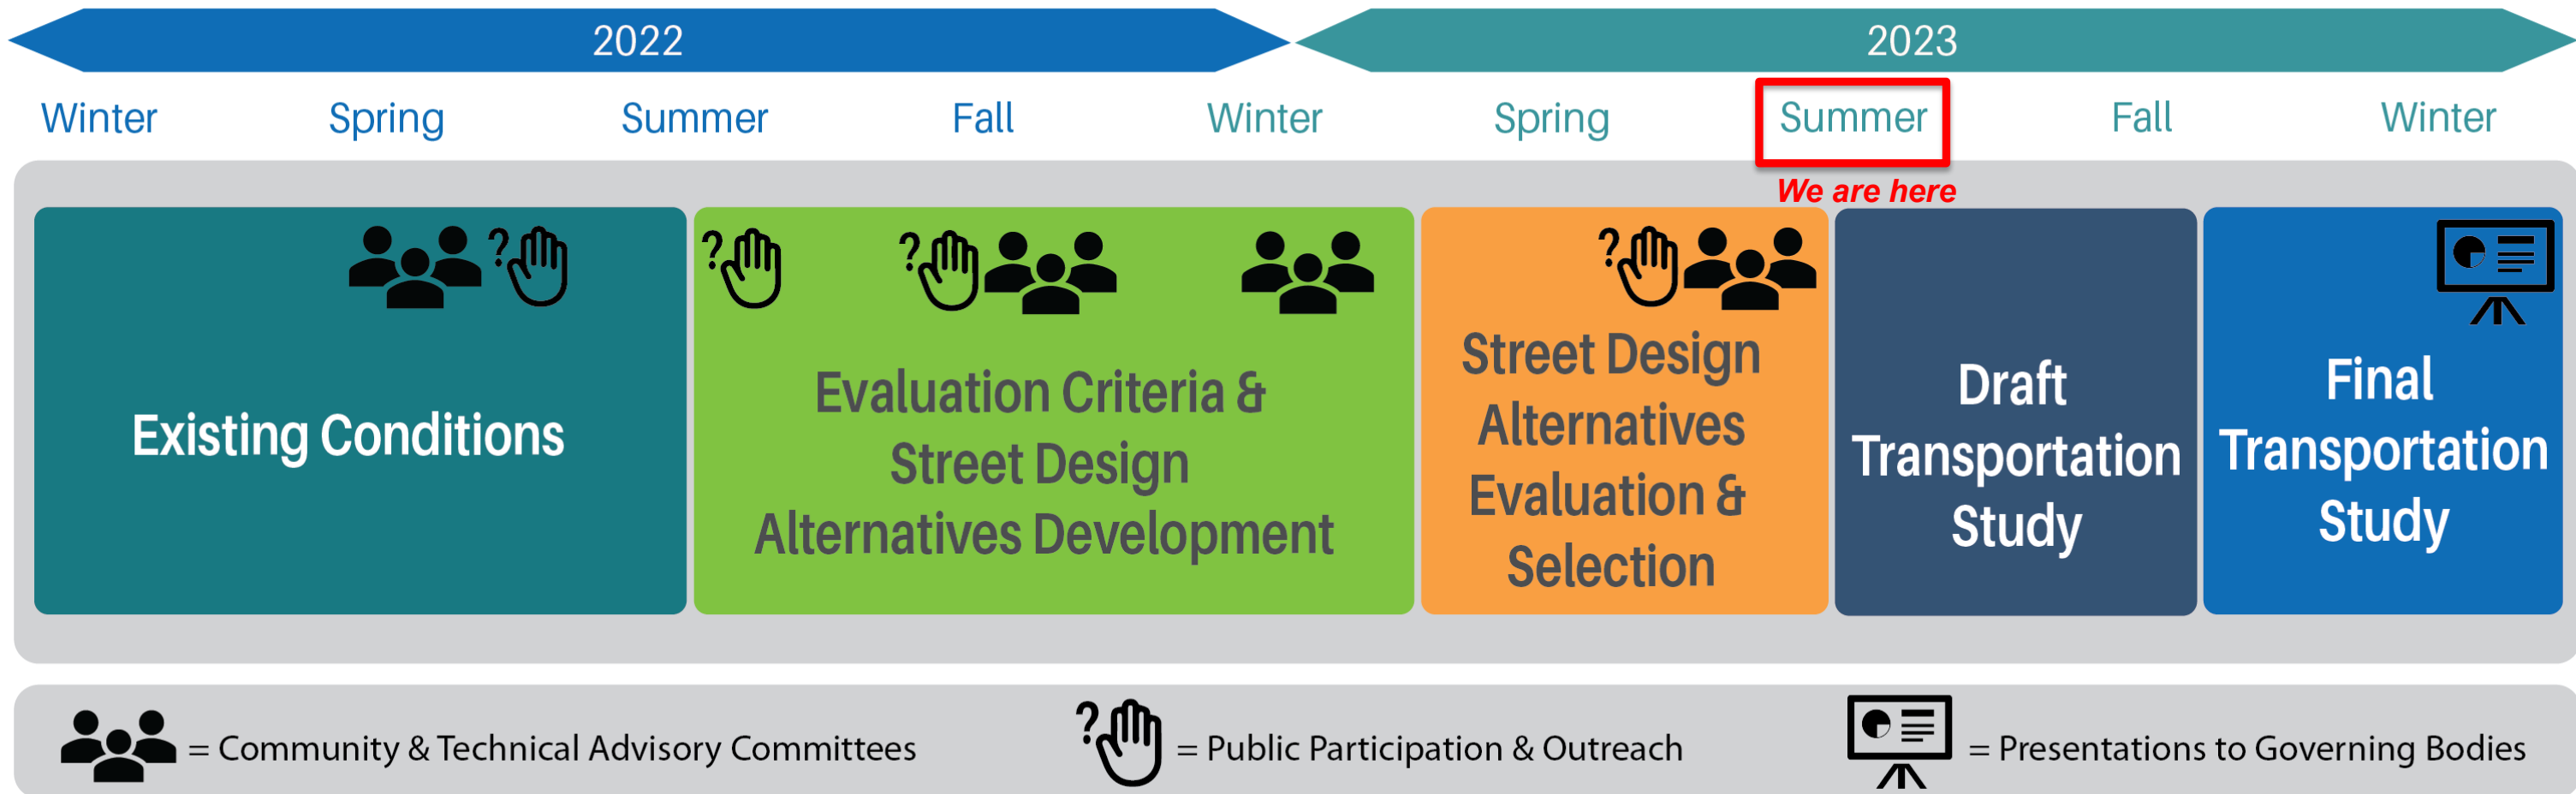 2022
2023
Winter
Spring
Summer
Fall
Winter
Spring
Summer
Fall
Winter
We are here
Existing Conditions
Evaluation Criteria &
Street Design
Alternatives Development
Street Design
Alternatives
Evaluation &
Selection
Draft
Transportation
Study
Final
Transportation
Study
= Community & Technical Advisory Committees
? = Public Participation & Outreach
= Presentations to Governing Bodies